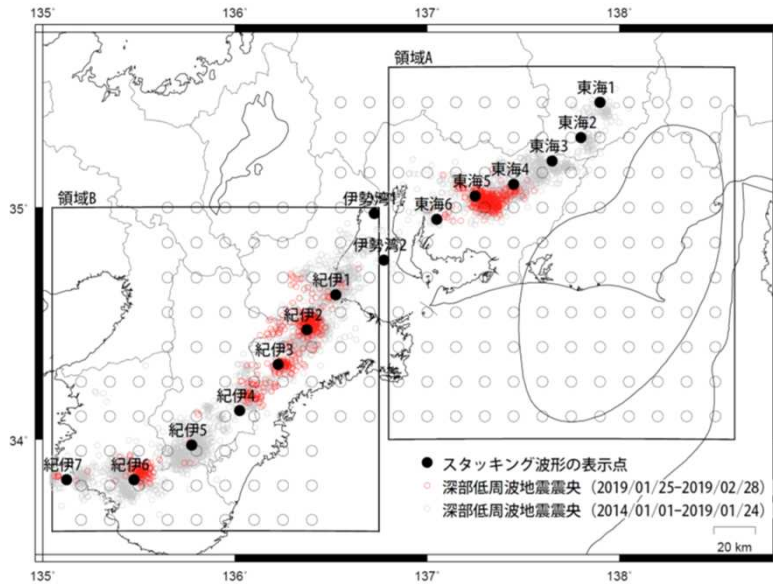 135° 136° 137° 138°
領域A
東海1
東海2
東海3
東海4
東海5
東海6
35°
領域B
伊勢湾1
伊勢湾2
紀伊1
紀伊2
紀伊3
紀伊4
紀伊5
紀伊6
紀伊7
34°
スタッキング波形の表示点
深部低周波地震震央（2019/01/25-2019/02/28）
深部低周波地震震央（2014/01/01-2019/01/24）
20 km
135° 136° 137° 138°